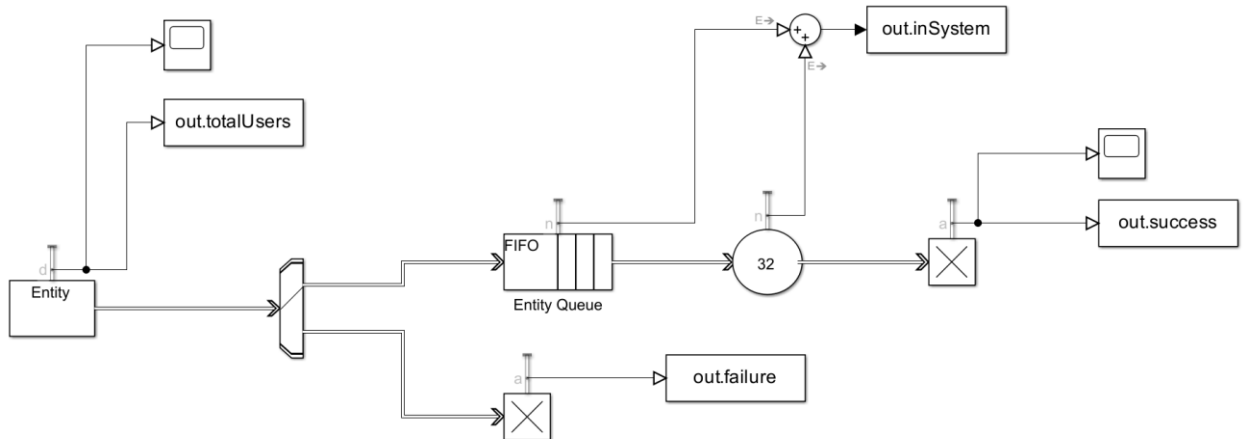 E
out.inSystem
E
out.totalUsers
n
n
a
out.success
d
FIFO
32
Entity
Entity Queue
a
out.failure